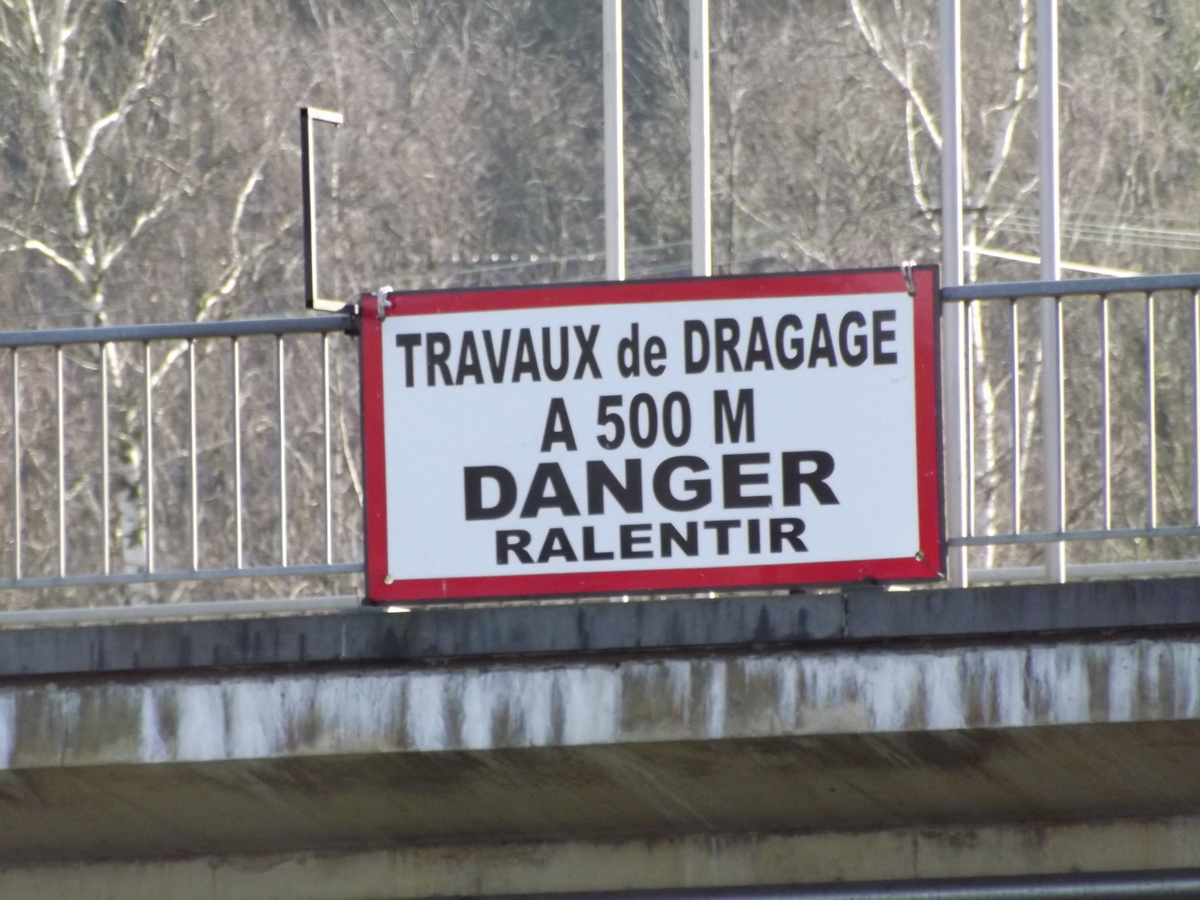 TRAVAUX de DRAGAGE
A 500 M
DANGER
RALENTIR